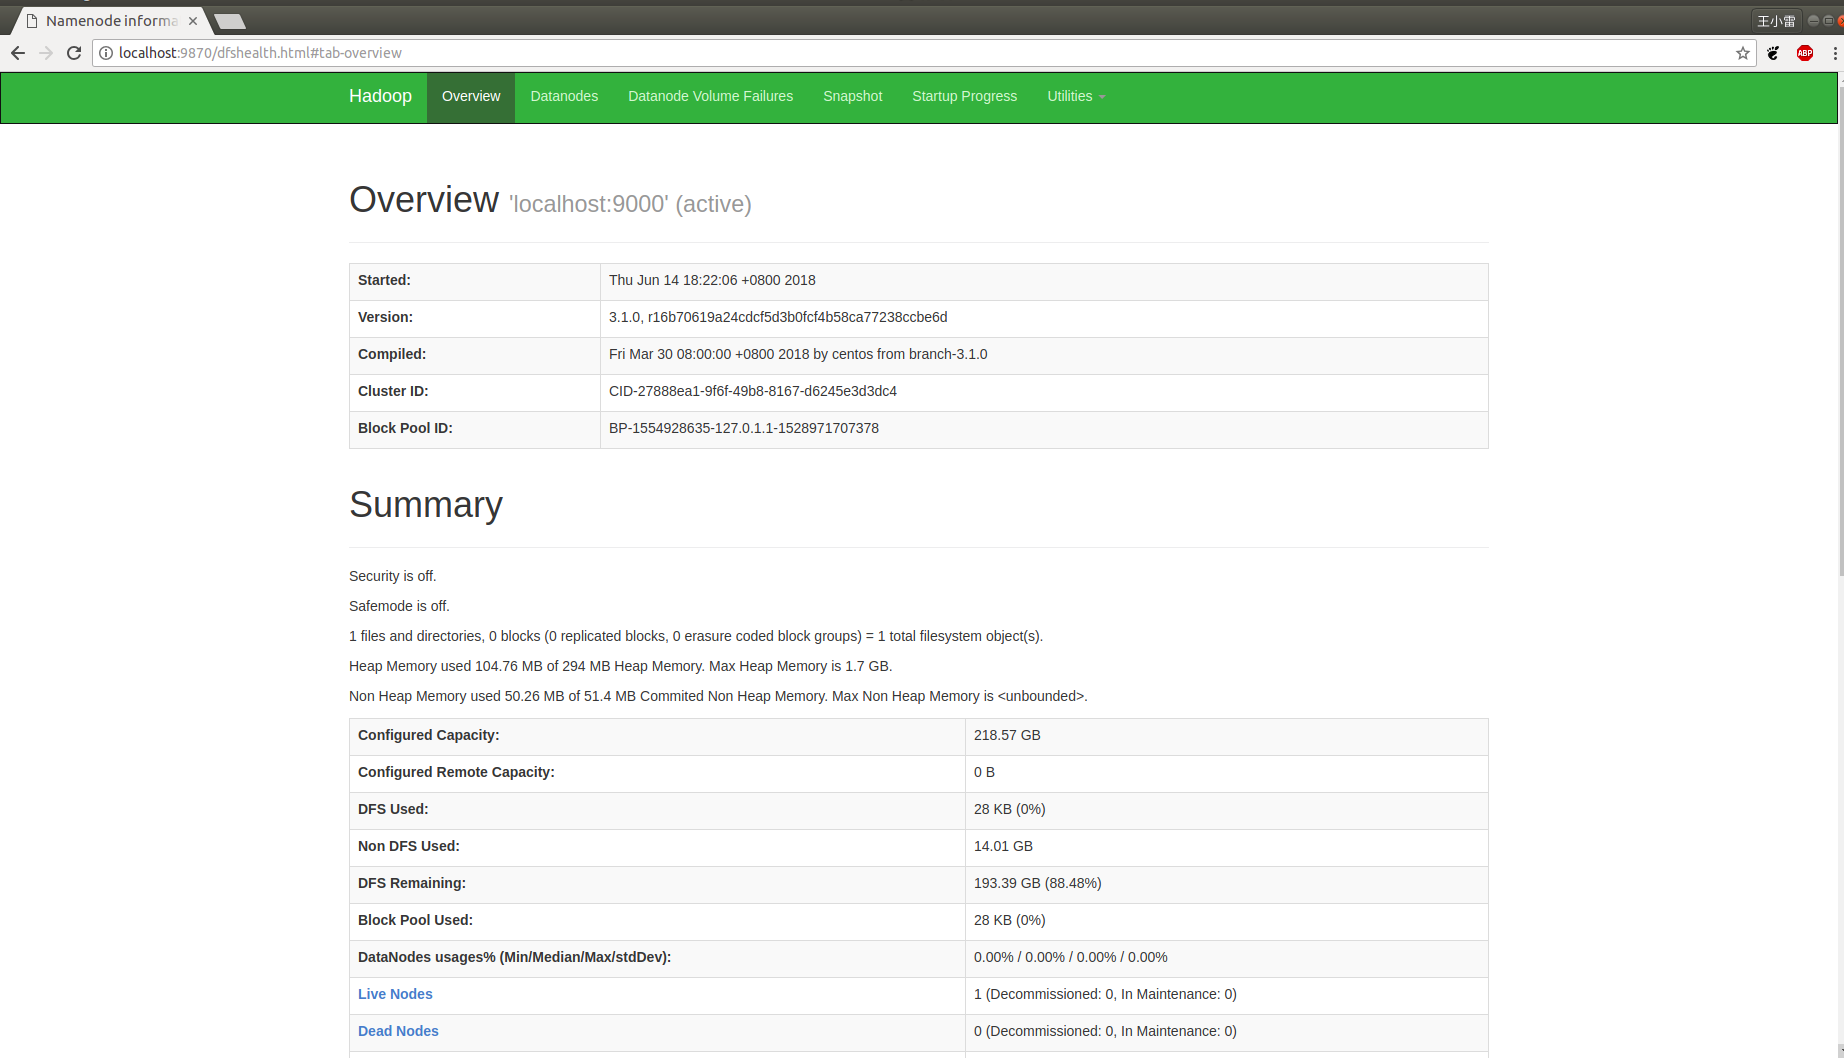 Namenode informa
王小雷
localhost:9870/dfshealth.html#tab-overview
ABP
Hadoop Overview Datanodes Datanode Volume Failures Snapshot Startup Progress Utilities
Overview 'localhost:9000' (active)
Started: Thu Jun 14 18:22:06 +0800 2018
Version: 3.1.0, r16b70619a24cdcf5d3b0fcf4b58ca77238ccbe6d
Compiled: Fri Mar 30 08:00:00 +0800 2018 by centos from branch-3.1.0
Cluster ID: CID-27888ea1-9f6f-49b8-8167-d6245e3d3dc4
Block Pool ID: BP-1554928635-127.0.1.1-1528971707378
Summary
Security is off.
Safemode is off.
1 files and directories, 0 blocks (0 replicated blocks, 0 erasure coded block groups) = 1 total filesystem object(s).
Heap Memory used 104.76 MB of 294 MB Heap Memory. Max Heap Memory is 1.7 GB.
Non Heap Memory used 50.26 MB of 51.4 MB Commited Non Heap Memory. Max Non Heap Memory is <unbounded>.
Configured Capacity: 218.57 GB
Configured Remote Capacity: 0 B
DFS Used: 28 KB (0%)
Non DFS Used: 14.01 GB
DFS Remaining: 193.39 GB (88.48%)
Block Pool Used: 28 KB (0%)
DataNodes usages% (Min/Median/Max/stdDev): 0.00% / 0.00% / 0.00% / 0.00%
Live Nodes 1 (Decommissioned: 0, In Maintenance: 0)
Dead Nodes 0 (Decommissioned: 0, In Maintenance: 0)